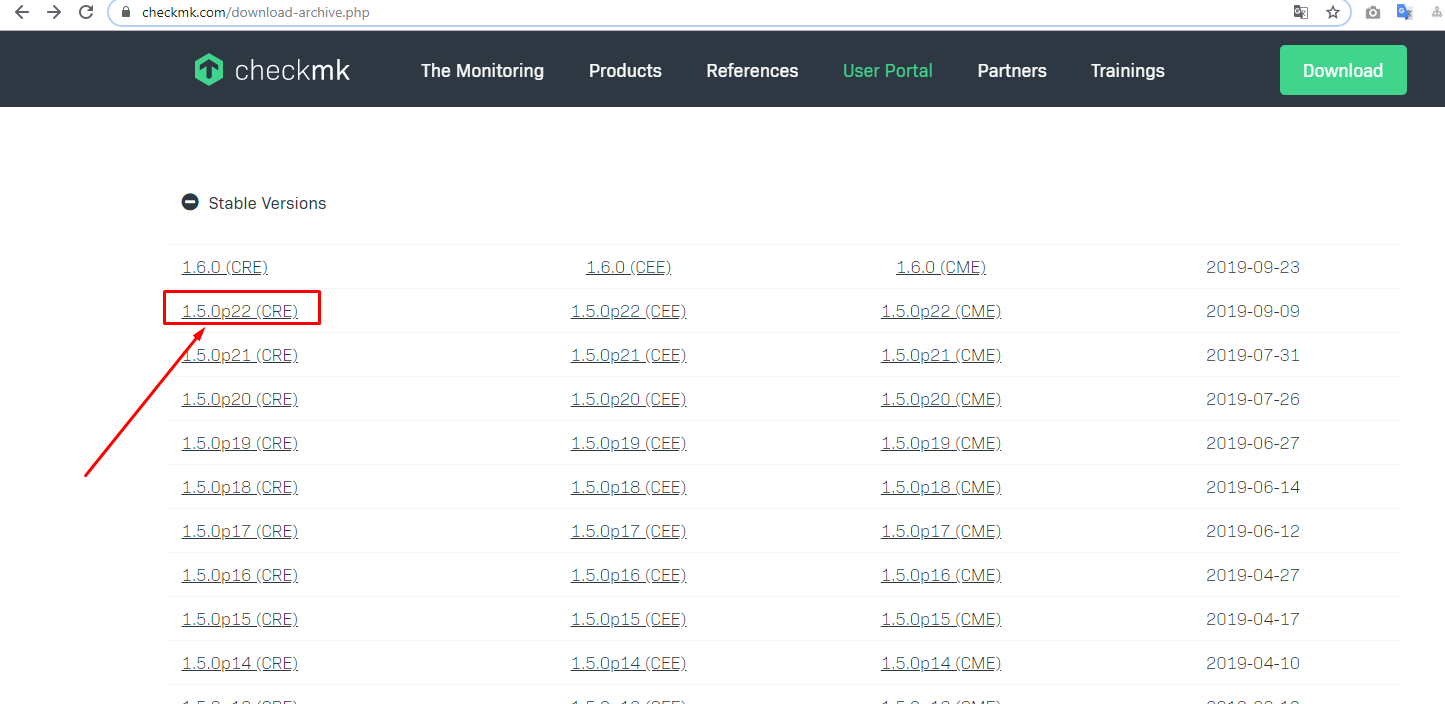 checkmk.com/download-archive.php
checkmk The Monitoring Products References User Portal Partners Trainings Download
Stable Versions
1.6.0 (CRE) 1.6.0 (CEE) 1.6.0 (CME) 2019-09-23
1.5.0p22 (CRE) 1.5.0p22 (CEE) 1.5.0p22 (CME) 2019-09-09
1.5.0p21 (CRE) 1.5.0p21 (CEE) 1.5.0p21 (CME) 2019-07-31
1.5.0p20 (CRE) 1.5.0p20 (CEE) 1.5.0p20 (CME) 2019-07-26
1.5.0p19 (CRE) 1.5.0p19 (CEE) 1.5.0p19 (CME) 2019-06-27
1.5.0p18 (CRE) 1.5.0p18 (CEE) 1.5.0p18 (CME) 2019-06-14
1.5.0p17 (CRE) 1.5.0p17 (CEE) 1.5.0p17 (CME) 2019-06-12
1.5.0p16 (CRE) 1.5.0p16 (CEE) 1.5.0p16 (CME) 2019-04-27
1.5.0p15 (CRE) 1.5.0p15 (CEE) 1.5.0p15 (CME) 2019-04-17
1.5.0p14 (CRE) 1.5.0p14 (CEE) 1.5.0p14 (CME) 2019-04-10